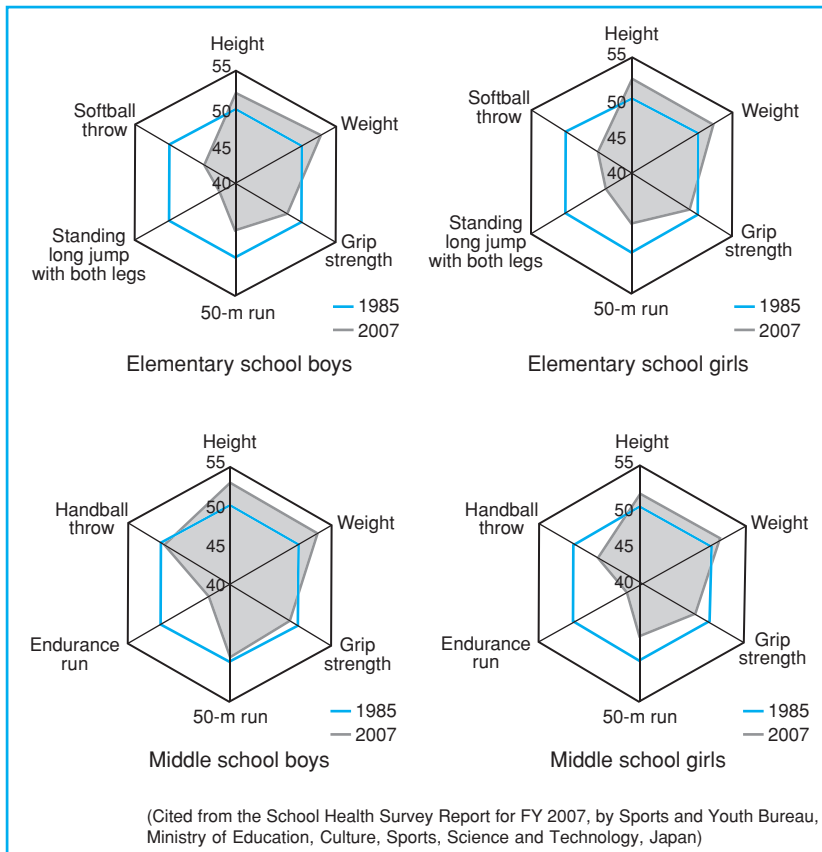 Height
55
50
45
40
Softball
throw
Weight
Standing
long jump
with both legs
Grip
strength
50-m run
1985
2007
Elementary school boys
Height
55
50
45
40
Softball
throw
Weight
Standing
long jump
with both legs
Grip
strength
50-m run
1985
2007
Elementary school girls
Height
55
50
45
40
Handball
throw
Weight
Endurance
run
Grip
strength
50-m run
1985
2007
Middle school boys
Height
55
50
45
40
Handball
throw
Weight
Endurance
run
Grip
strength
50-m run
1985
2007
Middle school girls
(Cited from the School Health Survey Report for FY 2007, by Sports and Youth Bureau,
Ministry of Education, Culture, Sports, Science and Technology, Japan)